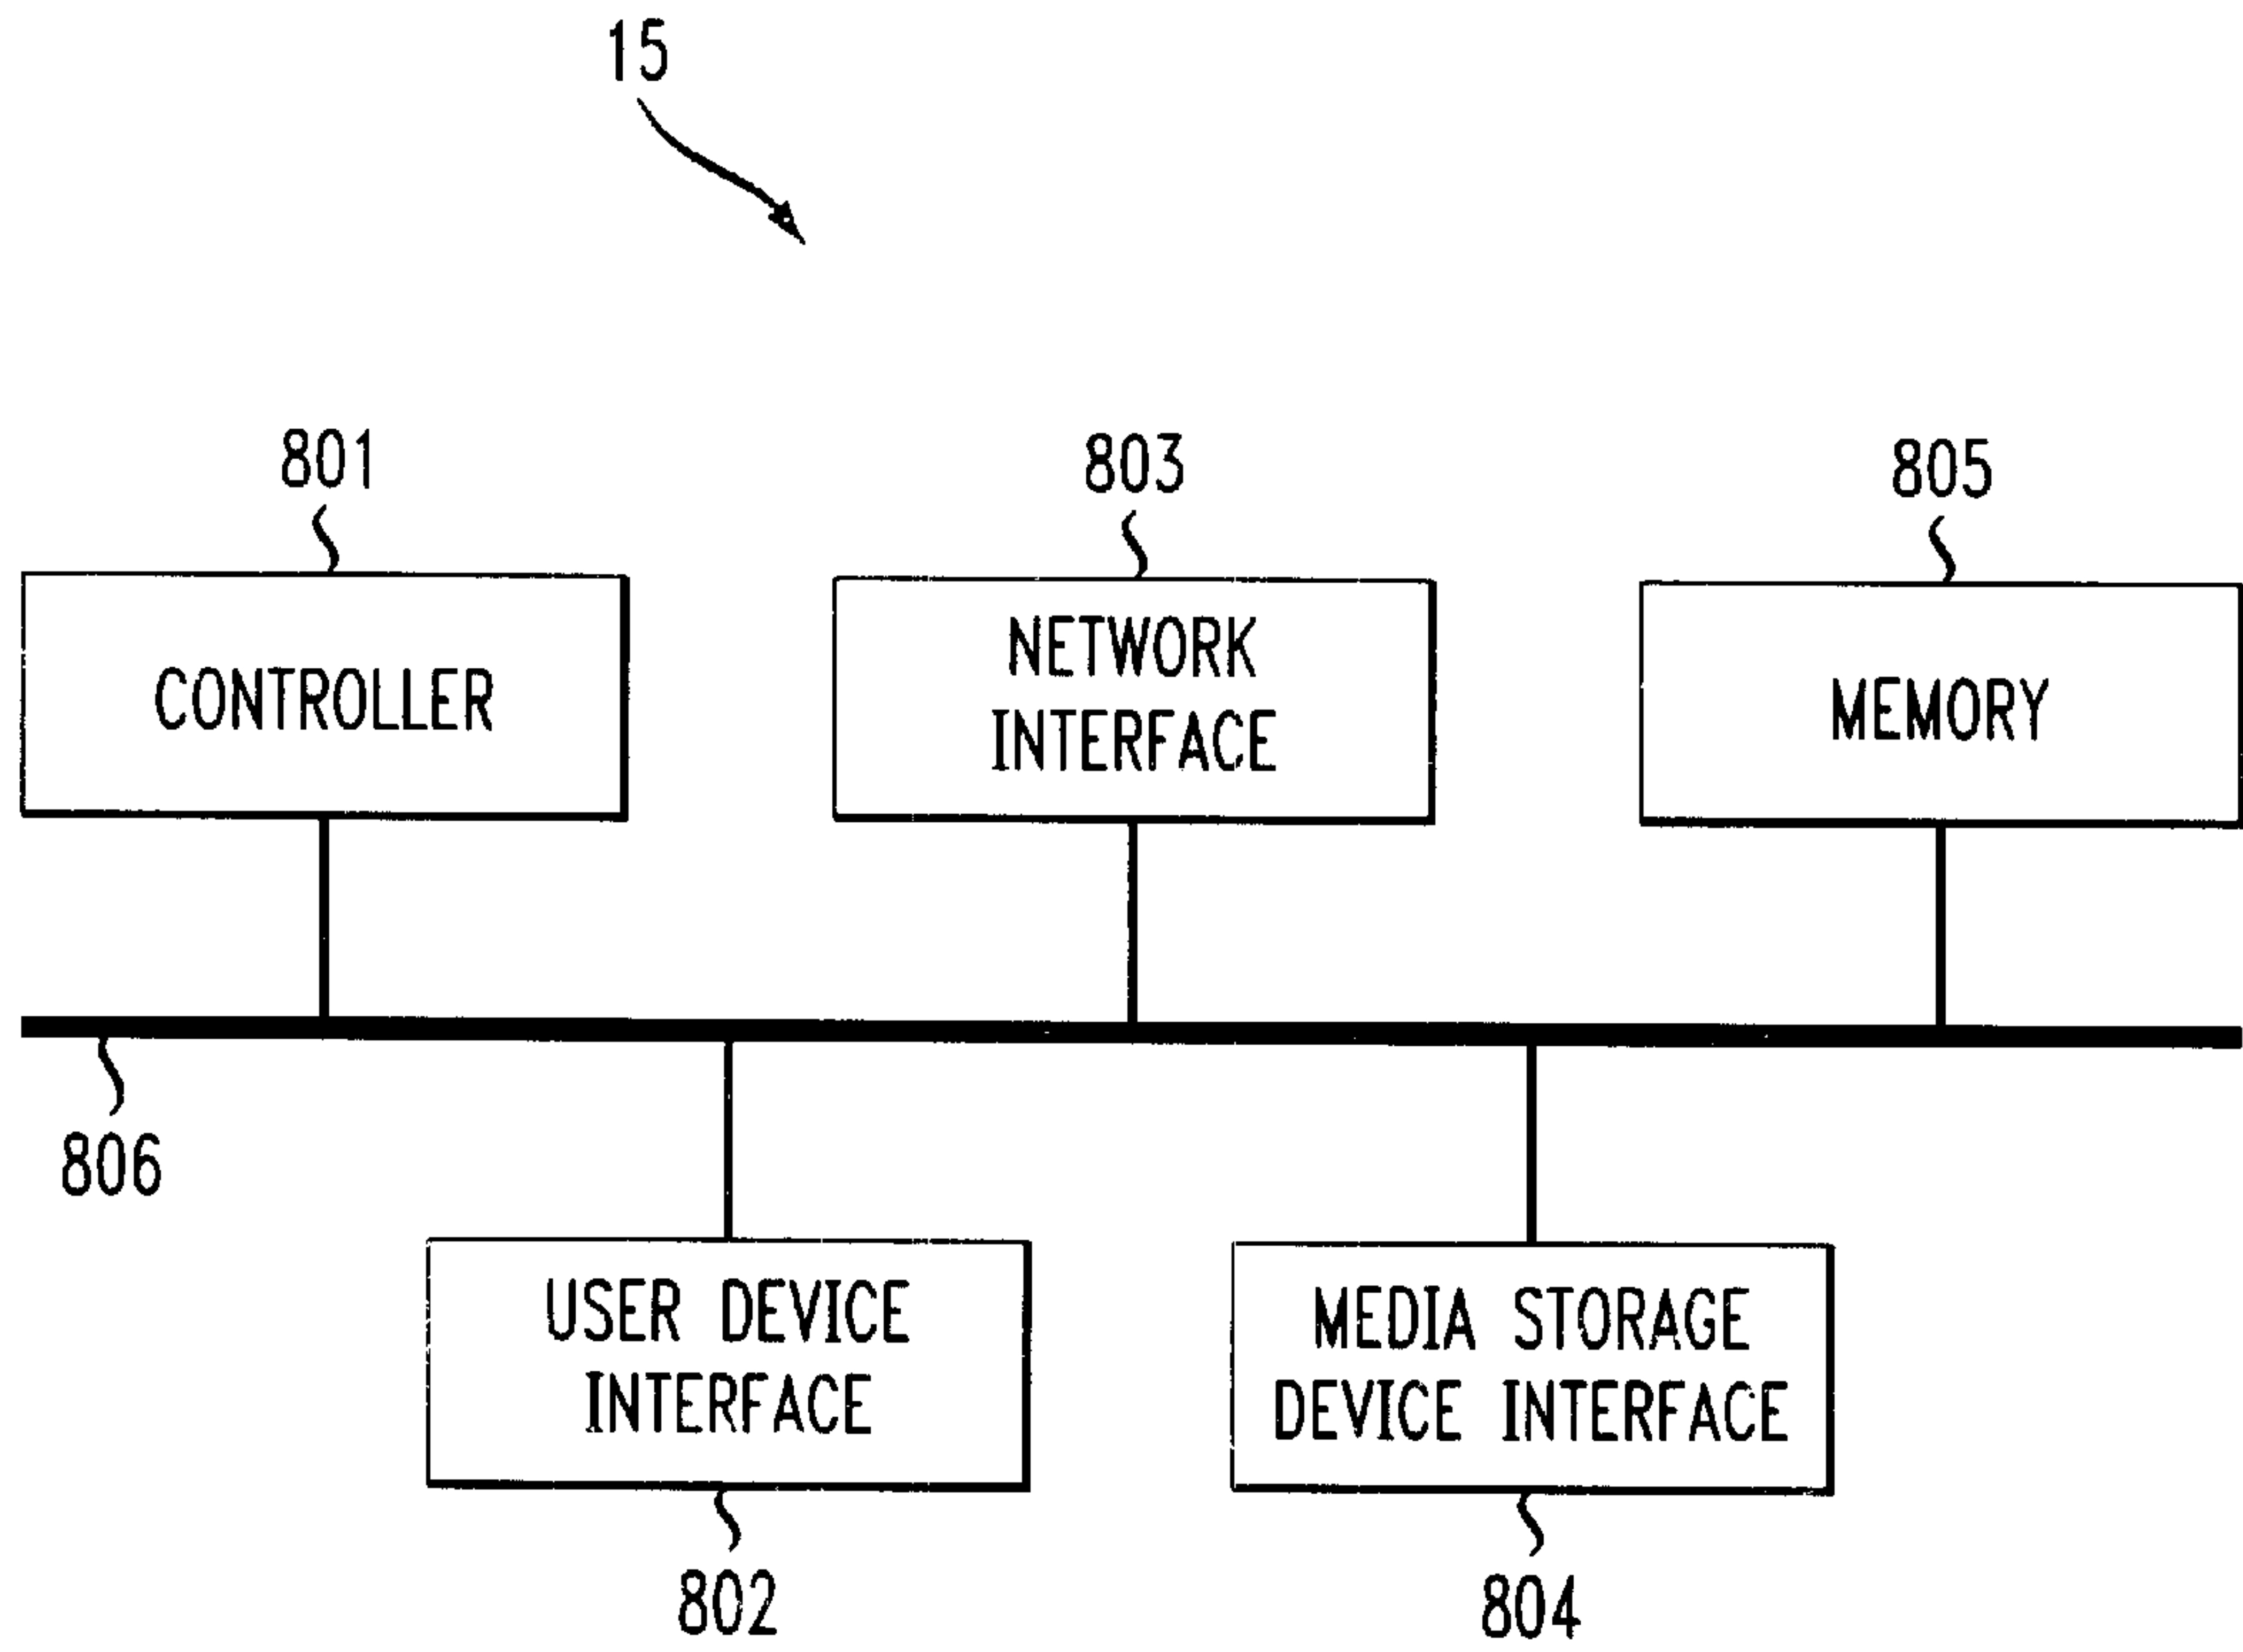 15
801
803
805
CONTROLLER
NETWORK
INTERFACE
MEMORY
806
USER DEVICE
INTERFACE
MEDIA STORAGE
DEVICE INTERFACE
802
804